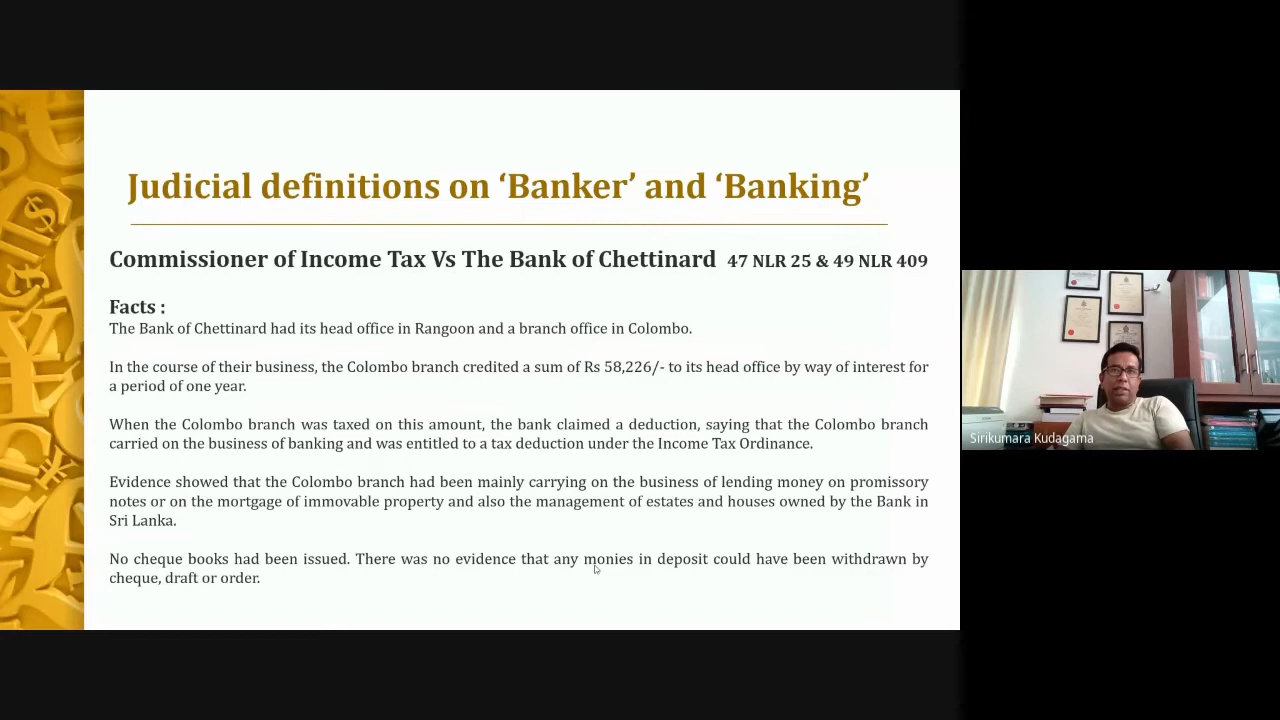 Judicial definitions on ‘Banker’ and ‘Banking’
Commissioner of Income Tax Vs The Bank of Chettinard 47 NLR 25 & 49 NLR 409
Facts :
The Bank of Chettinard had its head office in Rangoon and a branch office in Colombo.
In the course of their business, the Colombo branch credited a sum of Rs 58,226/- to its head office by way of interest for
a period of one year.
When the Colombo branch was taxed on this amount, the bank claimed a deduction, saying that the Colombo branch
carried on the business of banking and was entitled to a tax deduction under the Income Tax Ordinance.
Evidence showed that the Colombo branch had been mainly carrying on the business of lending money on promissory
notes or on the mortgage of immovable property and also the management of estates and houses owned by the Bank in
Sri Lanka.
No cheque books had been issued. There was no evidence that any monies in deposit could have been withdrawn by
cheque, draft or order.
Sirikumara Kudagama